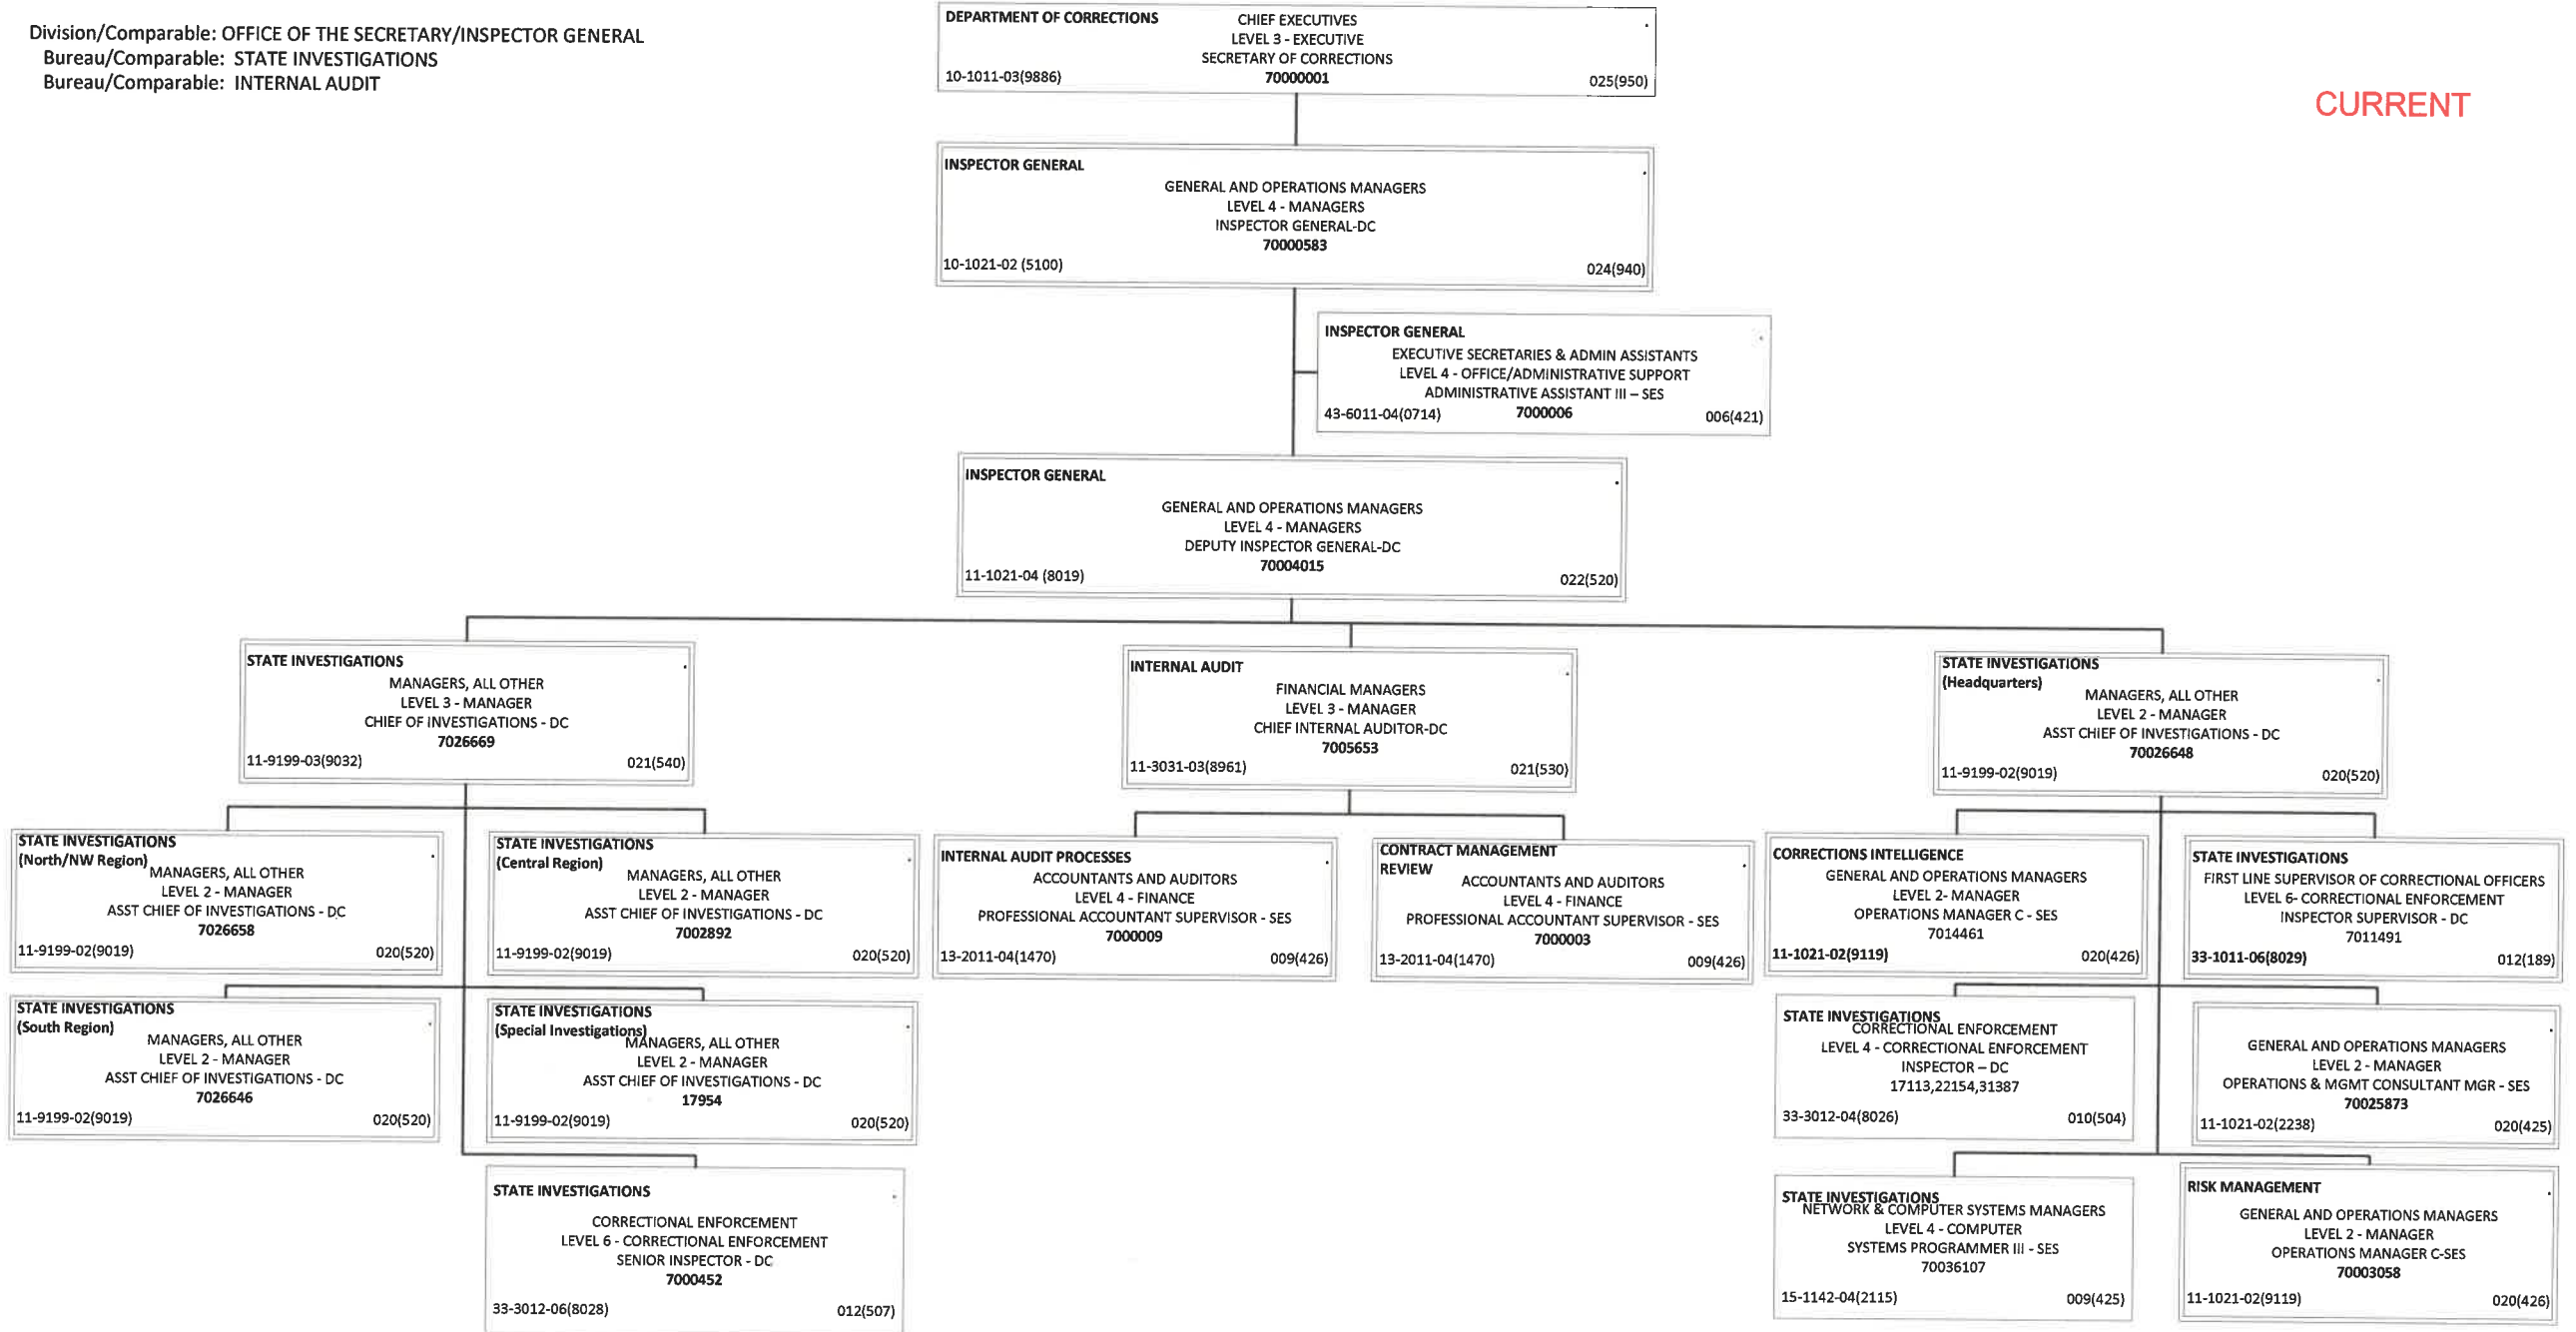 Division/Comparable: OFFICE OF THE SECRETARY/INSPECTOR GENERAL
Bureau/Comparable: STATE INVESTIGATIONS
Bureau/Comparable: INTERNAL AUDIT
CURRENT
DEPARTMENT OF CORRECTIONS
CHIEF EXECUTIVES
LEVEL 3 - EXECUTIVE
SECRETARY OF CORRECTIONS
70000001
10-1011-03(9886)
025(950)
INSPECTOR GENERAL
GENERAL AND OPERATIONS MANAGERS
LEVEL 4 - MANAGERS
INSPECTOR GENERAL-DC
70000583
10-1021-02 (5100)
024(940)
INSPECTOR GENERAL
EXECUTIVE SECRETARIES & ADMIN ASSISTANTS
LEVEL 4 - OFFICE/ADMINISTRATIVE SUPPORT
ADMINISTRATIVE ASSISTANT III – SES
43-6011-04(0714)
7000006
006(421)
INSPECTOR GENERAL
GENERAL AND OPERATIONS MANAGERS
LEVEL 4 - MANAGERS
DEPUTY INSPECTOR GENERAL-DC
70004015
11-1021-04 (8019)
022(520)
STATE INVESTIGATIONS
MANAGERS, ALL OTHER
LEVEL 3 - MANAGER
CHIEF OF INVESTIGATIONS - DC
7026669
11-9199-03(9032)
021(540)
INTERNAL AUDIT
FINANCIAL MANAGERS
LEVEL 3 - MANAGER
CHIEF INTERNAL AUDITOR-DC
7005653
11-3031-03(8961)
021(530)
STATE INVESTIGATIONS
(Headquarters)
MANAGERS, ALL OTHER
LEVEL 2 - MANAGER
ASST CHIEF OF INVESTIGATIONS - DC
70026648
11-9199-02(9019)
020(520)
STATE INVESTIGATIONS
(North/NW Region)
MANAGERS, ALL OTHER
LEVEL 2 - MANAGER
ASST CHIEF OF INVESTIGATIONS - DC
7026658
11-9199-02(9019)
020(520)
STATE INVESTIGATIONS
(Central Region)
MANAGERS, ALL OTHER
LEVEL 2 - MANAGER
ASST CHIEF OF INVESTIGATIONS - DC
7002892
11-9199-02(9019)
020(520)
INTERNAL AUDIT PROCESSES
ACCOUNTANTS AND AUDITORS
LEVEL 4 - FINANCE
PROFESSIONAL ACCOUNTANT SUPERVISOR - SES
7000009
13-2011-04(1470)
009(426)
CONTRACT MANAGEMENT
REVIEW
ACCOUNTANTS AND AUDITORS
LEVEL 4 - FINANCE
PROFESSIONAL ACCOUNTANT SUPERVISOR - SES
7000003
13-2011-04(1470)
009(426)
CORRECTIONS INTELLIGENCE
GENERAL AND OPERATIONS MANAGERS
LEVEL 2- MANAGER
OPERATIONS MANAGER C - SES
7014461
11-1021-02(9119)
020(426)
STATE INVESTIGATIONS
FIRST LINE SUPERVISOR OF CORRECTIONAL OFFICERS
LEVEL 6- CORRECTIONAL ENFORCEMENT
INSPECTOR SUPERVISOR - DC
7011491
33-1011-06(8029)
012(189)
STATE INVESTIGATIONS
(South Region)
MANAGERS, ALL OTHER
LEVEL 2 - MANAGER
ASST CHIEF OF INVESTIGATIONS - DC
7026646
11-9199-02(9019)
020(520)
STATE INVESTIGATIONS
(Special Investigations)
MANAGERS, ALL OTHER
LEVEL 2 - MANAGER
ASST CHIEF OF INVESTIGATIONS - DC
17954
11-9199-02(9019)
020(520)
STATE INVESTIGATIONS
CORRECTIONAL ENFORCEMENT
LEVEL 4 - CORRECTIONAL ENFORCEMENT
INSPECTOR – DC
17113,22154,31387
33-3012-04(8026)
010(504)
GENERAL AND OPERATIONS MANAGERS
LEVEL 2 - MANAGER
OPERATIONS & MGMT CONSULTANT MGR - SES
70025873
11-1021-02(2238)
020(425)
STATE INVESTIGATIONS
CORRECTIONAL ENFORCEMENT
LEVEL 6 - CORRECTIONAL ENFORCEMENT
SENIOR INSPECTOR - DC
7000452
33-3012-06(8028)
012(507)
STATE INVESTIGATIONS
NETWORK & COMPUTER SYSTEMS MANAGERS
LEVEL 4 - COMPUTER
SYSTEMS PROGRAMMER III - SES
70036107
15-1142-04(2115)
009(425)
RISK MANAGEMENT
GENERAL AND OPERATIONS MANAGERS
LEVEL 2 - MANAGER
OPERATIONS MANAGER C-SES
70003058
11-1021-02(9119)
020(426)